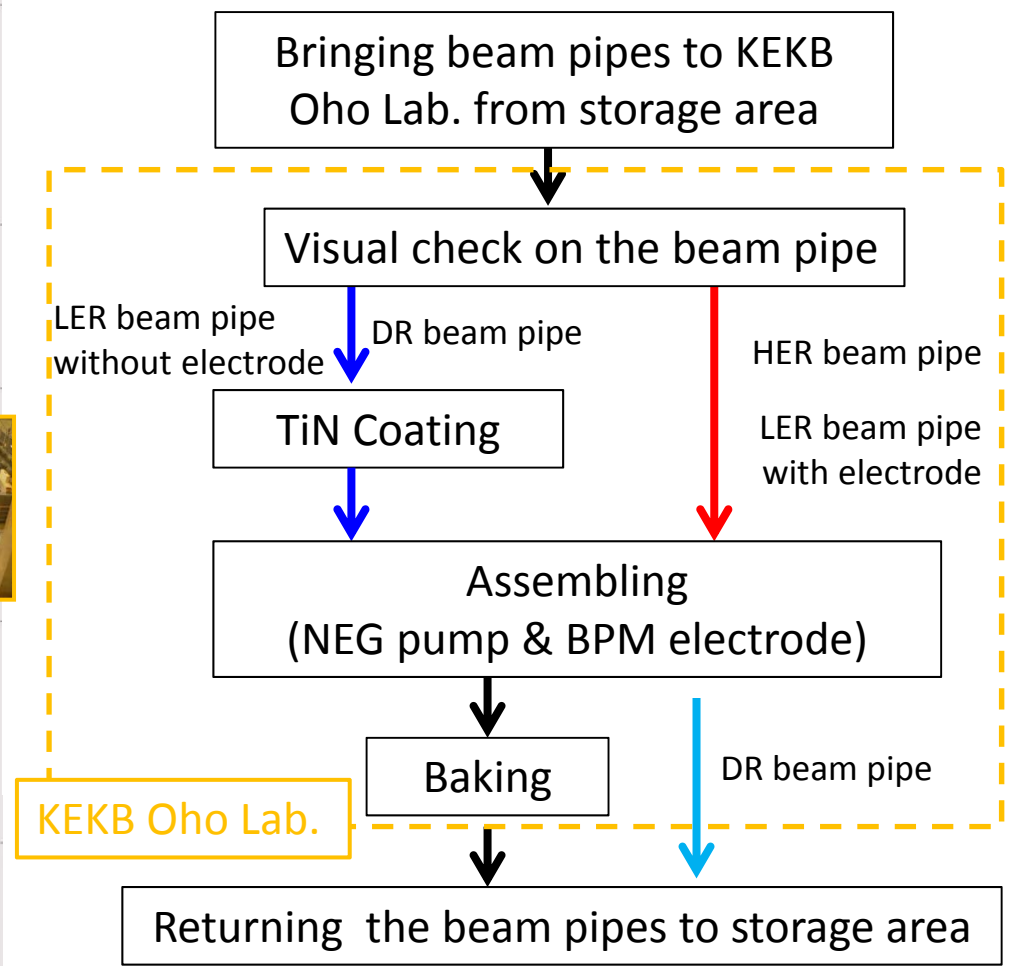 Bringing beam pipes to KEKB
Oho Lab. from storage area
Visual check on the beam pipe
LER beam pipe
without electrode
DR beam pipe
HER beam pipe
LER beam pipe
with electrode
TiN Coating
Assembling
(NEG pump & BPM electrode)
Baking
DR beam pipe
KEKB Oho Lab.
Returning the beam pipes to storage area